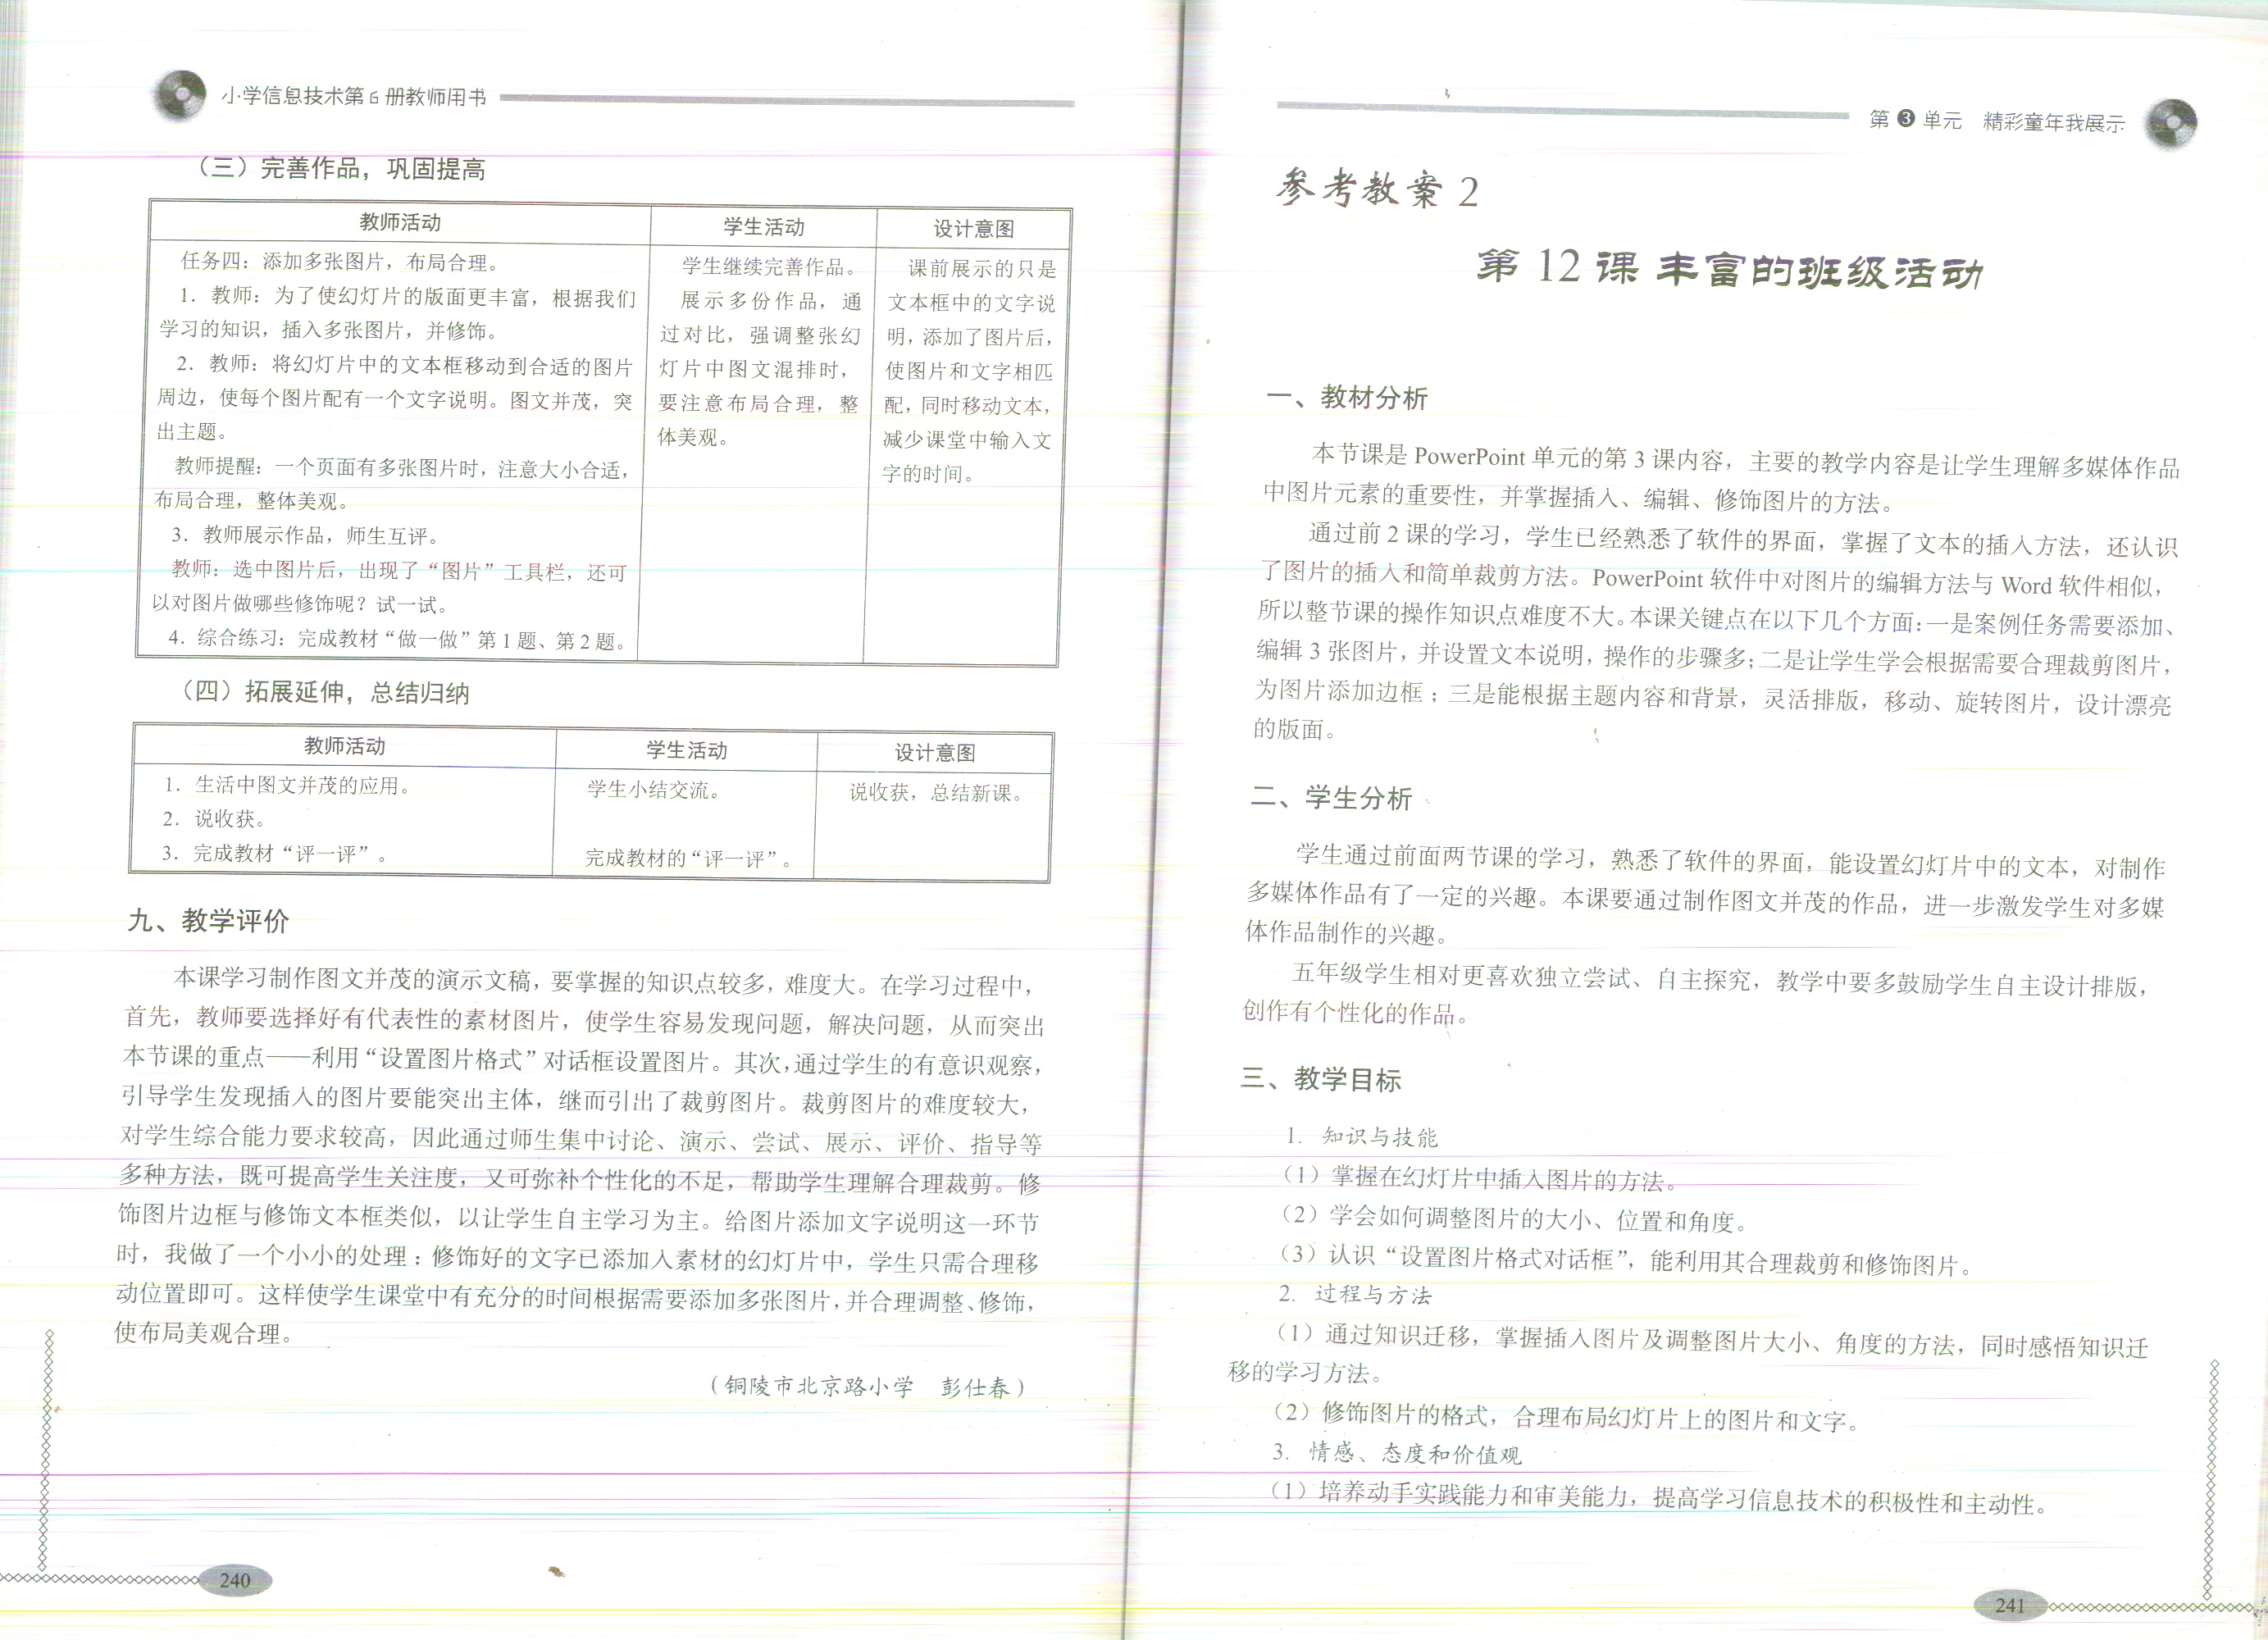 小学信息技术第6册教师用书
（三）完善作品，巩固提高
教师活动
学生活动
设计意图
任务四：添加多张图片，布局合理。
1．教师：为了使幻灯片的版面更丰富，根据我们
学习的知识，插入多张图片，并修饰。
2．教师：将幻灯片中的文本框移动到合适的图片
周边，使每个图片配有一个文字说明。图文并茂，突
出主题。
教师提醒：一个页面有多张图片时，注意大小合适，
布局合理，整体美观。
3．教师展示作品，师生互评。
教师：选中图片后，出现了“图片”工具栏，还可
以对图片做哪些修饰呢？试一试。
4．综合练习：完成教材“做一做”第1题、第2题。
学生继续完善作品。
展示多份作品，通
过对比，强调整张幻
灯片中图文混排时，
要注意布局合理，整
体美观。
课前展示的只是
文本框中的文字说
明，添加了图片后，
使图片和文字相匹
配，同时移动文本，
减少课堂中输入文
字的时间。
（四）拓展延伸，总结归纳
教师活动
学生活动
设计意图
1．生活中图文并茂的应用。
2．说收获。
3．完成教材“评一评”。
学生小结交流。
完成教材的“评一评”。
说收获，总结新课。
九、教学评价
本课学习制作图文并茂的演示文稿，要掌握的知识点较多，难度大。在学习过程中，
首先，教师要选择好有代表性的素材图片，使学生容易发现问题，解决问题，从而突出
本节课的重点——利用“设置图片格式”对话框设置图片。其次，通过学生的有意识观察，
引导学生发现插入的图片要能突出主体，继而引出了裁剪图片。裁剪图片的难度较大，
对学生综合能力要求较高，因此通过师生集中讨论、演示、尝试、展示、评价、指导等
多种方法，既可提高学生关注度，又可弥补个性化的不足，帮助学生理解合理裁剪。修
饰图片边框与修饰文本框类似，以让学生自主学习为主。给图片添加文字说明这一环节
时，我做了一个小小的处理：修饰好的文字已添加入素材的幻灯片中，学生只需合理移
动位置即可。这样使学生课堂中有充分的时间根据需要添加多张图片，并合理调整、修饰，
使布局美观合理。
（铜陵市北京路小学　彭仕春）
240
第3单元　精彩童年我展示
参考教案2
第12课 丰富的班级活动
一、教材分析
本节课是PowerPoint单元的第3课内容，主要的教学内容是让学生理解多媒体作品
中图片元素的重要性，并掌握插入、编辑、修饰图片的方法。
通过前2课的学习，学生已经熟悉了软件的界面，掌握了文本的插入方法，还认识
了图片的插入和简单裁剪方法。PowerPoint软件中对图片的编辑方法与Word软件相似，
所以整节课的操作知识点难度不大。本课关键点在以下几个方面：一是案例任务需要添加、
编辑3张图片，并设置文本说明，操作的步骤多；二是让学生学会根据需要合理裁剪图片，
为图片添加边框；三是能根据主题内容和背景，灵活排版，移动、旋转图片，设计漂亮
的版面。
二、学生分析
学生通过前面两节课的学习，熟悉了软件的界面，能设置幻灯片中的文本，对制作
多媒体作品有了一定的兴趣。本课要通过制作图文并茂的作品，进一步激发学生对多媒
体作品制作的兴趣。
五年级学生相对更喜欢独立尝试、自主探究，教学中要多鼓励学生自主设计排版，
创作有个性化的作品。
三、教学目标
1．知识与技能
（1）掌握在幻灯片中插入图片的方法。
（2）学会如何调整图片的大小、位置和角度。
（3）认识“设置图片格式对话框”，能利用其合理裁剪和修饰图片。
2．过程与方法
（1）通过知识迁移，掌握插入图片及调整图片大小、角度的方法，同时感悟知识迁
移的学习方法。
（2）修饰图片的格式，合理布局幻灯片上的图片和文字。
3．情感、态度和价值观
（1）培养动手实践能力和审美能力，提高学习信息技术的积极性和主动性。
241